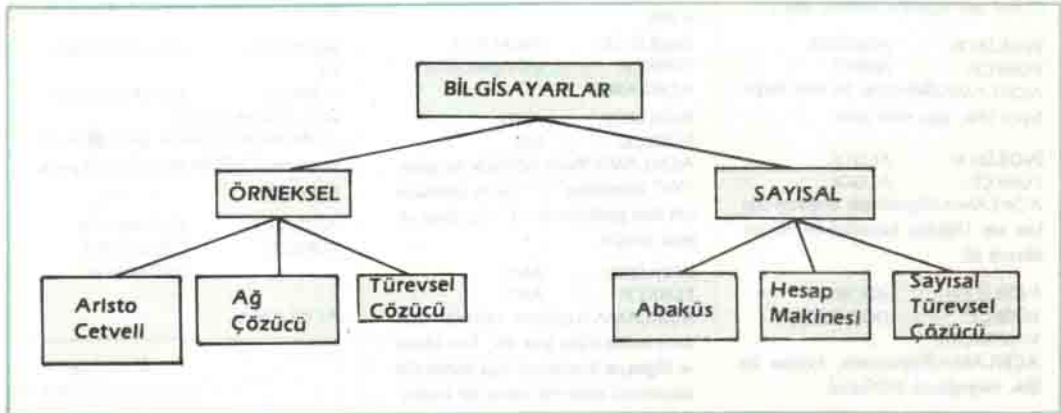 BİLGİSAYARLAR
ÖRNEKSEL
SAYISAL
Aristo
Cetveli
Ağ
Çözücü
Türevsel
Çözücü
Abaküs
Hesap
Makinesi
Sayısal
Türevsel
Çözücü